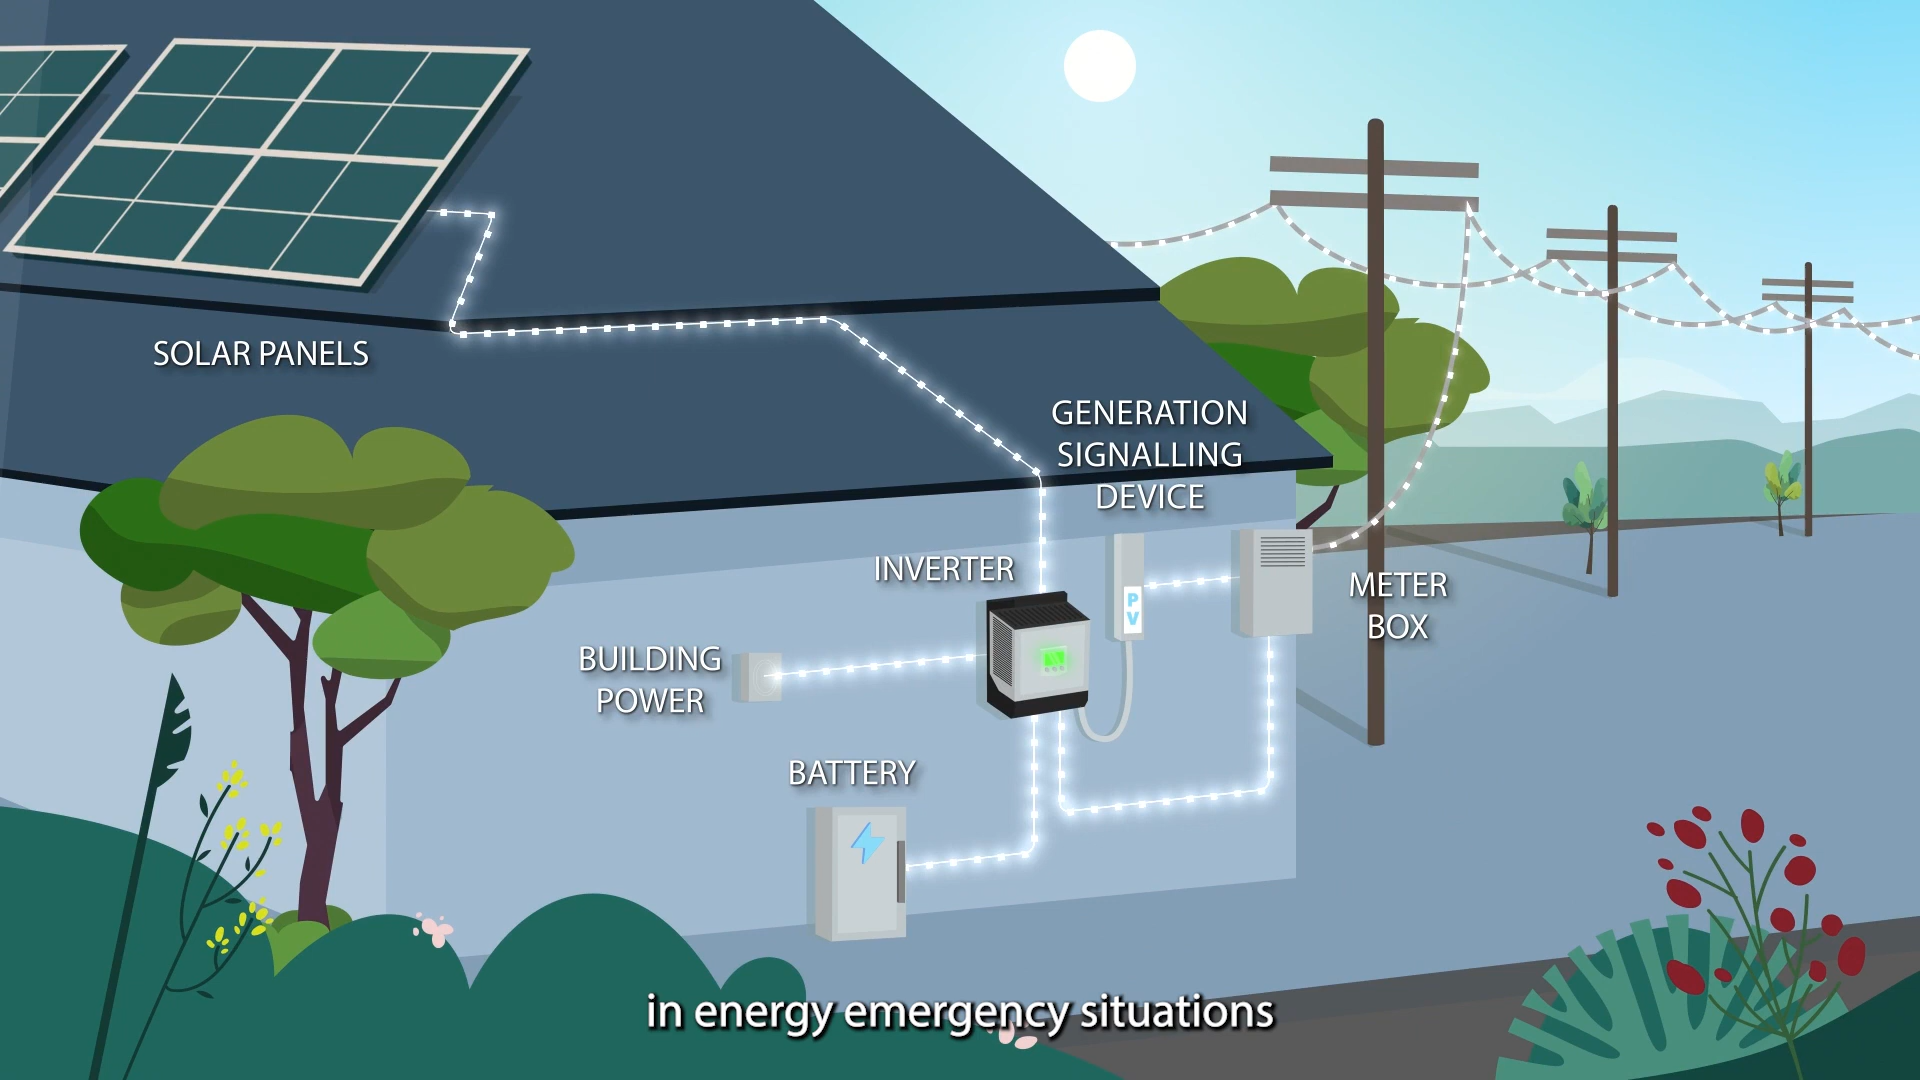 SOLAR PANELS
GENERATION
SIGNALLING
DEVICE
INVERTER
PV
METER
BOX
BUILDING
POWER
BATTERY
in energy emergency situations